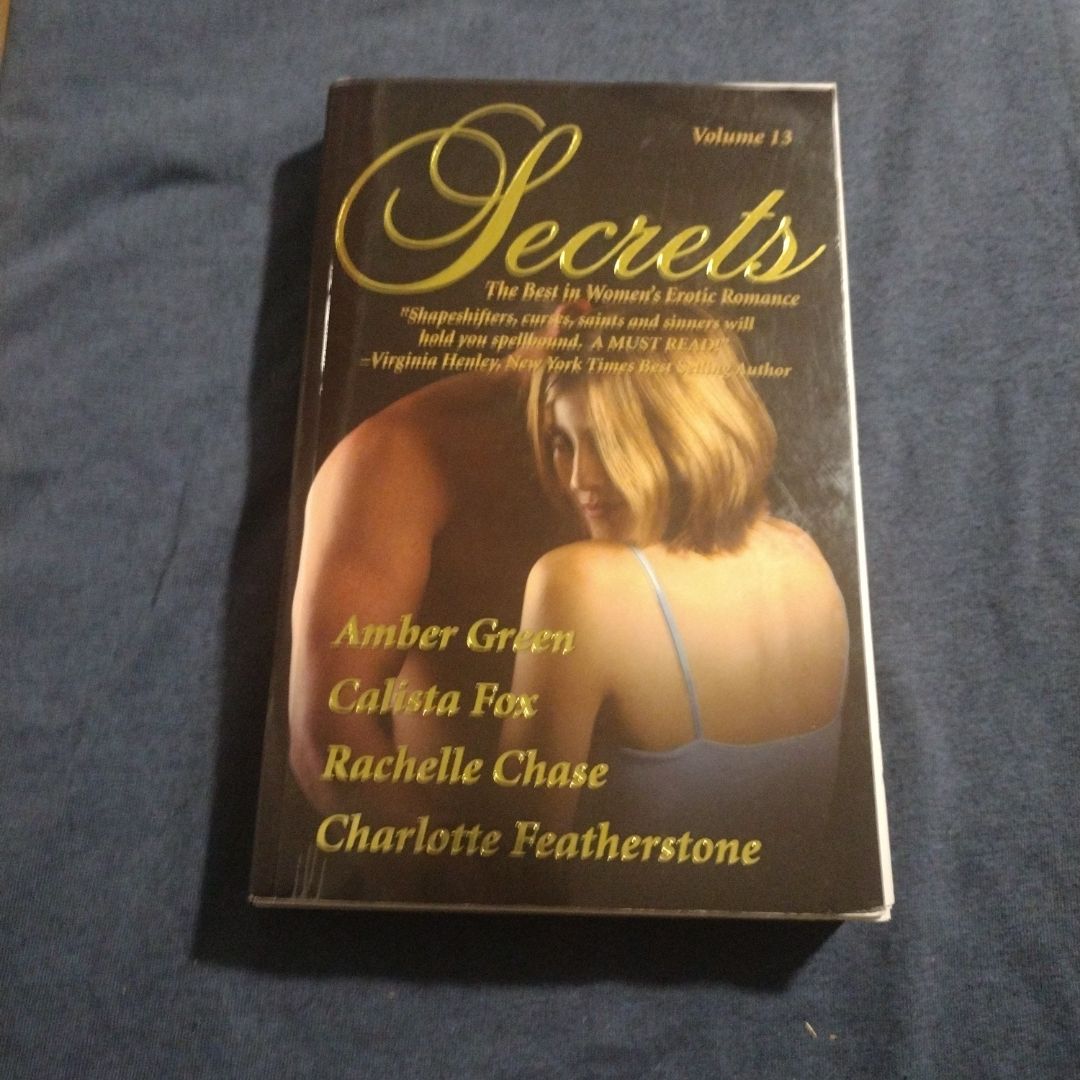 Volume 13
Secrets
The Best in Women's Erotic Romance
"Shapeshifters, curses, saints and sinners will
hold you spellbound. A MUST READ!"
–Virginia Henley, New York Times Best Selling Author
Amber Green
Calista Fox
Rachelle Chase
Charlotte Featherstone